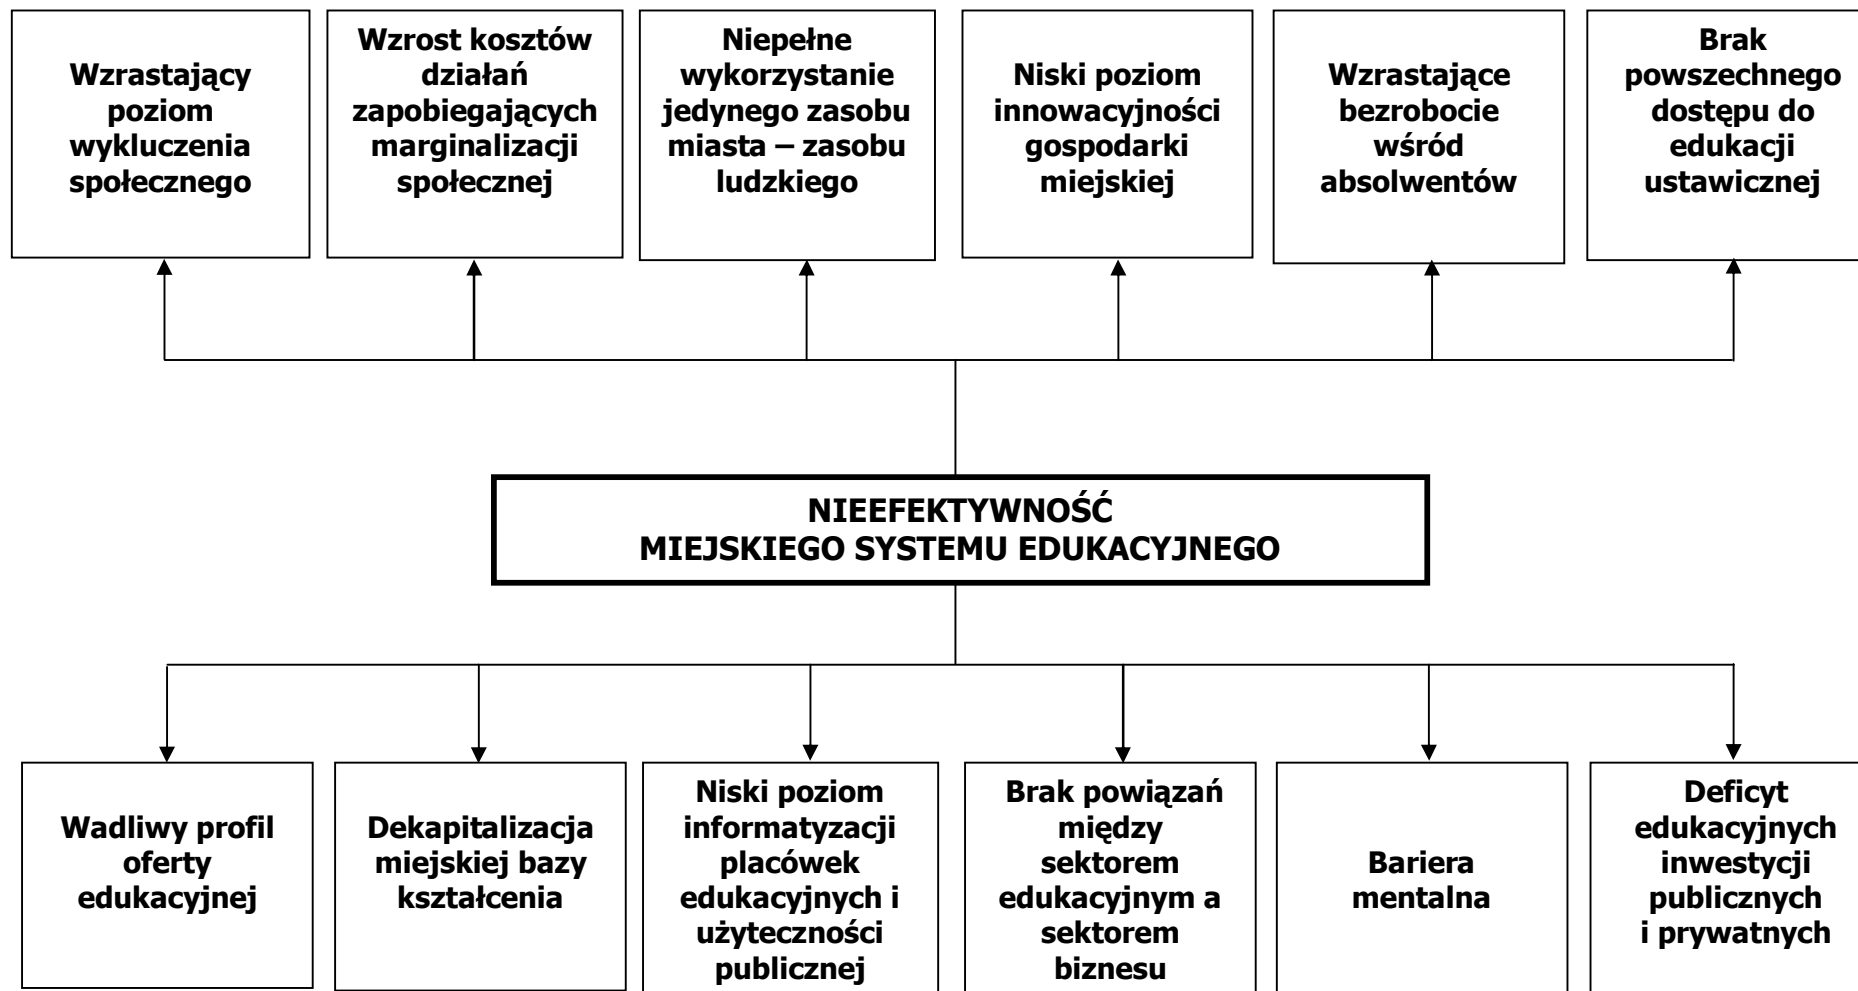 Wzrastający
poziom
wykluczenia
społecznego
Wzrost kosztów
działań
zapobiegających
marginalizacji
społecznej
Niepełne
wykorzystanie
jedynego zasobu
miasta – zasobu
ludzkiego
Niski poziom
innowacyjności
gospodarki
miejskiej
Wzrastające
bezrobocie
wśród
absolwentów
Brak
powszechnego
dostępu do
edukacji
ustawicznej
NIEEFEKTYWNOŚĆ
MIEJSKIEGO SYSTEMU EDUKACYJNEGO
Wadliwy profil
oferty
edukacyjnej
Dekapitalizacja
miejskiej bazy
kształcenia
Niski poziom
informatyzacji
placówek
edukacyjnych i
użyteczności
publicznej
Brak powiązań
między
sektorem
edukacyjnym a
sektorem
biznesu
Bariera
mentalna
Deficyt
edukacyjnych
inwestycji
publicznych
i prywatnych